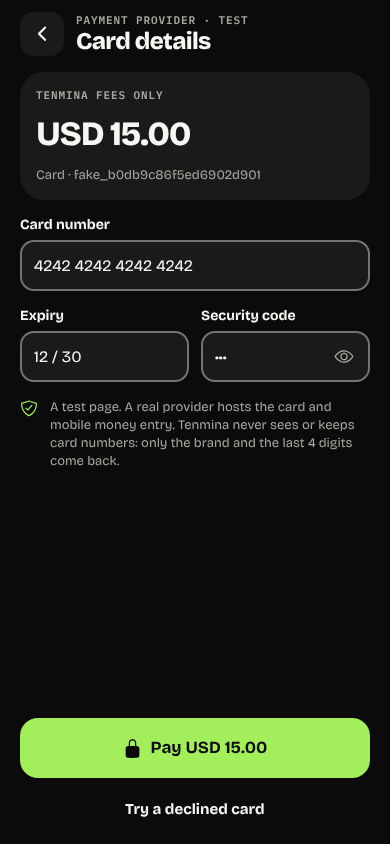 PAYMENT PROVIDER · TEST
Card details
TENMINA FEES ONLY
USD 15.00
Card · fake_b0db9c86f5ed6902d901
Card number
4242 4242 4242 4242
Expiry
Security code
12 / 30
•••
A test page. A real provider hosts the card and
mobile money entry. Tenmina never sees or keeps
card numbers: only the brand and the last 4 digits
come back.
Pay USD 15.00
Try a declined card